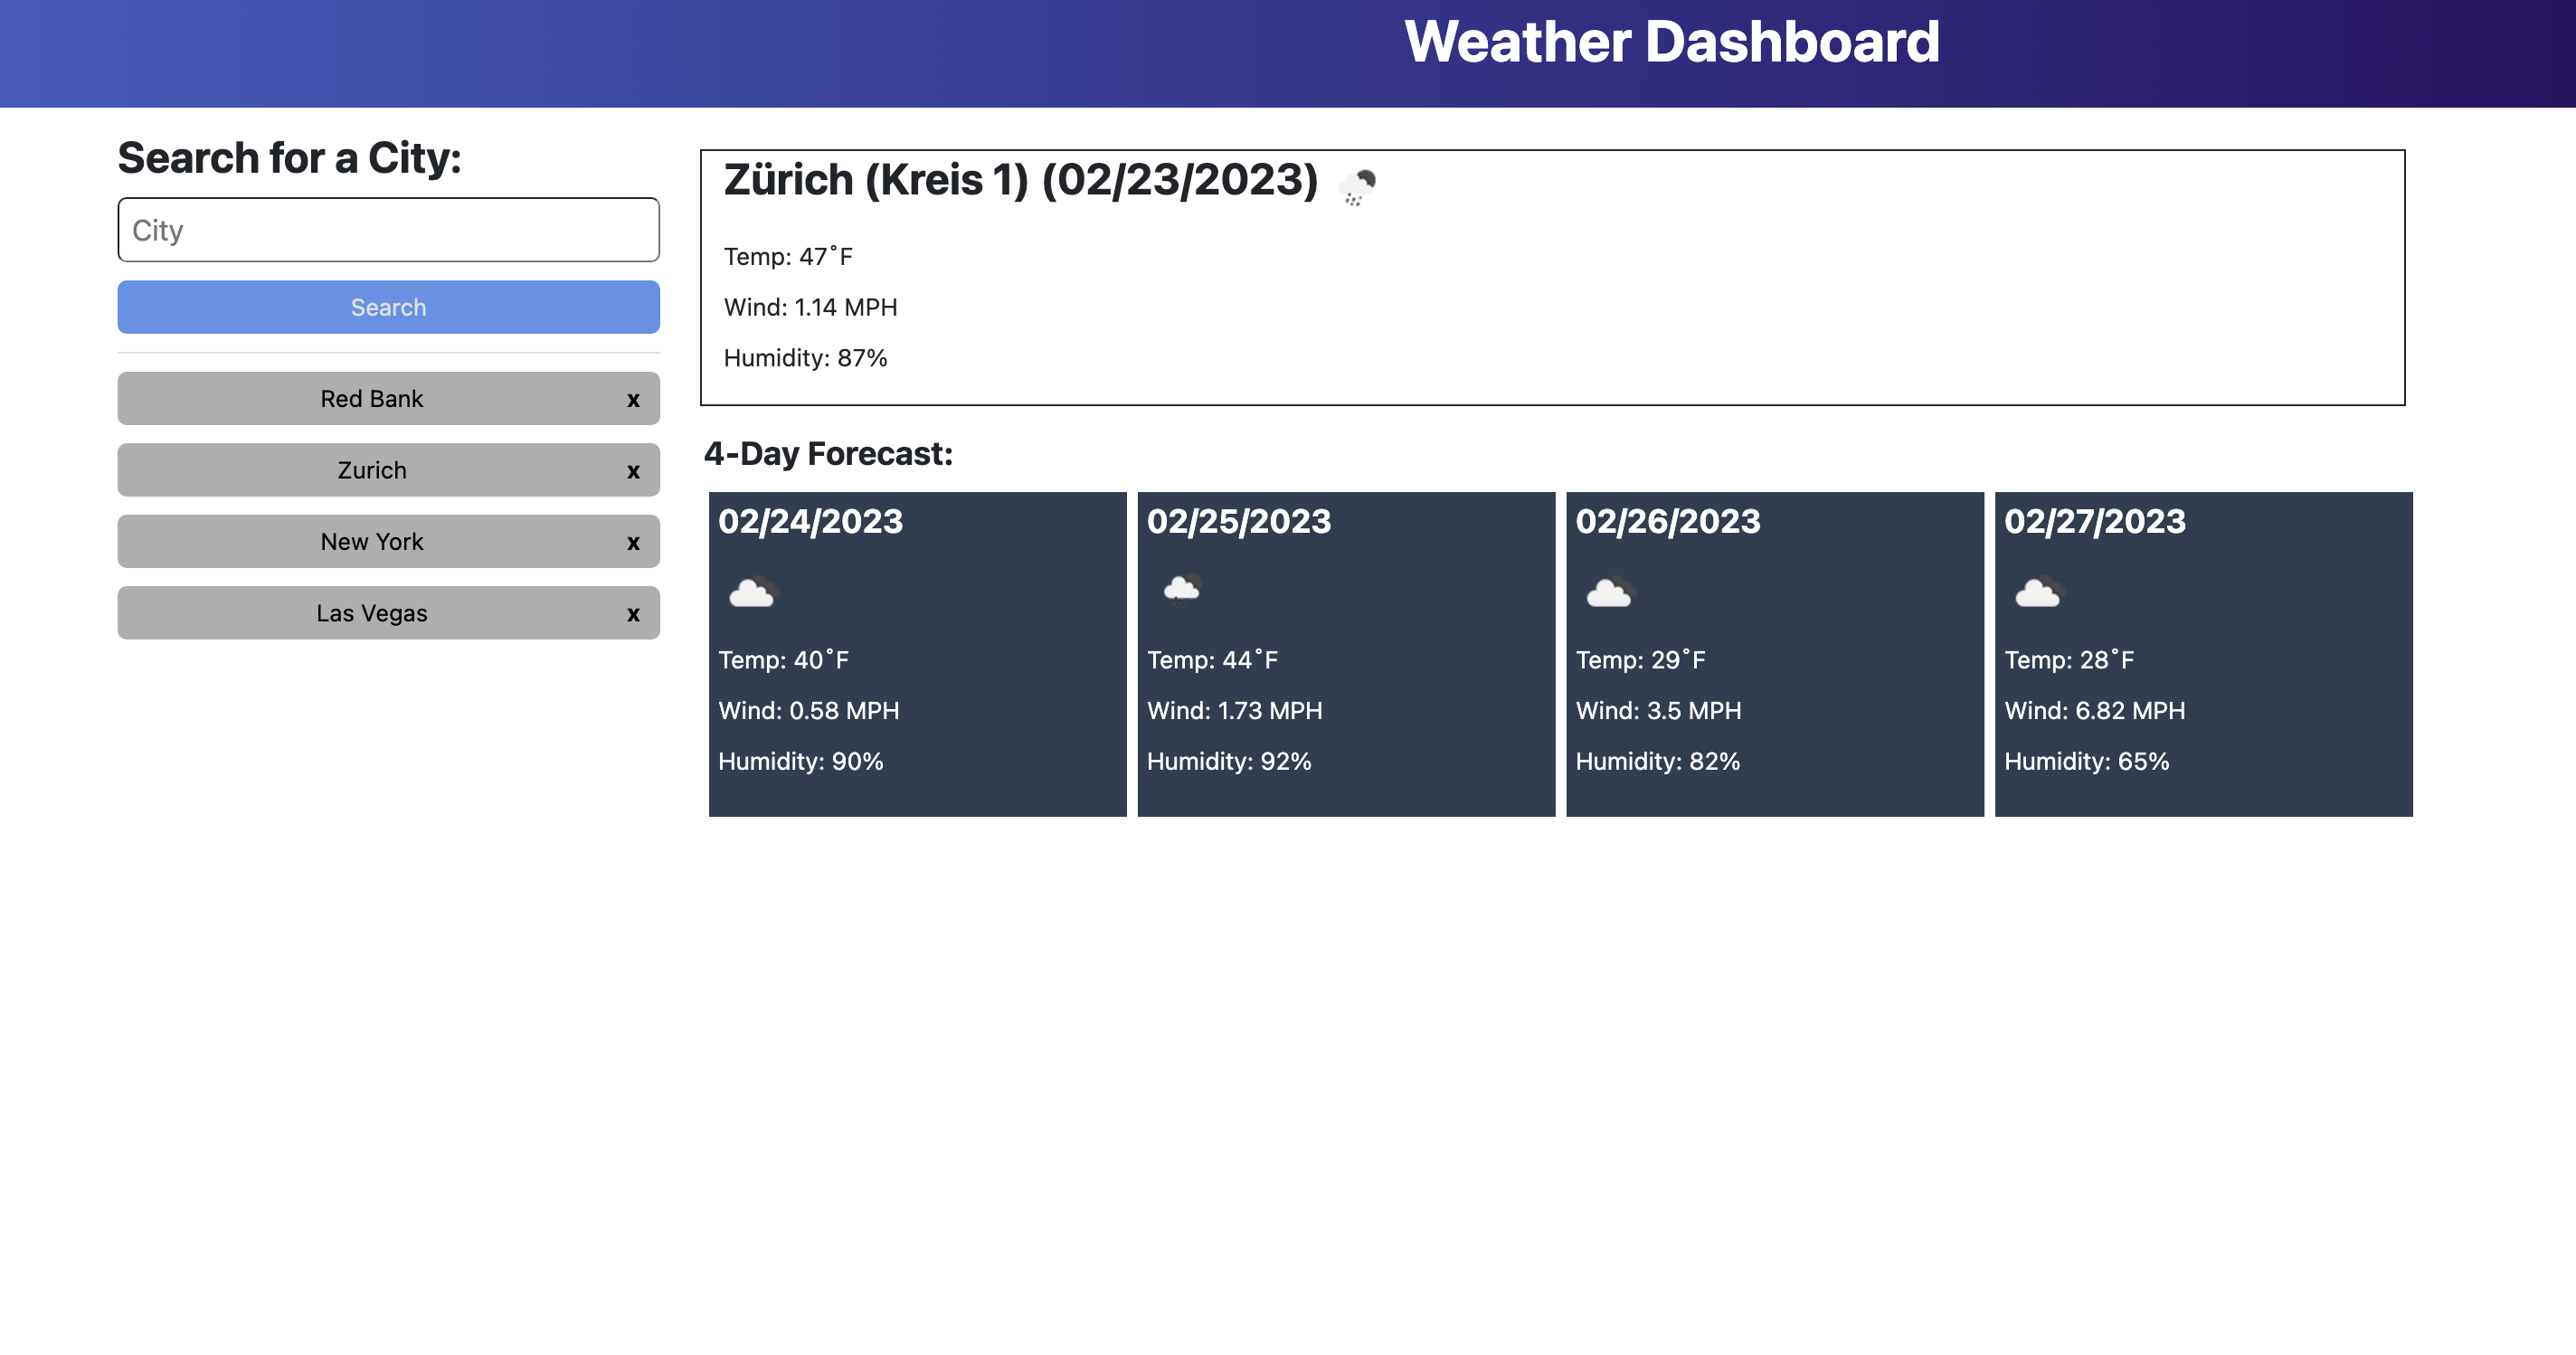 Weather Dashboard
Search for a City:
City
Search
Red Bank x
Zurich x
New York x
Las Vegas x
Zürich (Kreis 1) (02/23/2023)
Temp: 47˚F
Wind: 1.14 MPH
Humidity: 87%
4-Day Forecast:
02/24/2023
Temp: 40˚F
Wind: 0.58 MPH
Humidity: 90%
02/25/2023
Temp: 44˚F
Wind: 1.73 MPH
Humidity: 92%
02/26/2023
Temp: 29˚F
Wind: 3.5 MPH
Humidity: 82%
02/27/2023
Temp: 28˚F
Wind: 6.82 MPH
Humidity: 65%